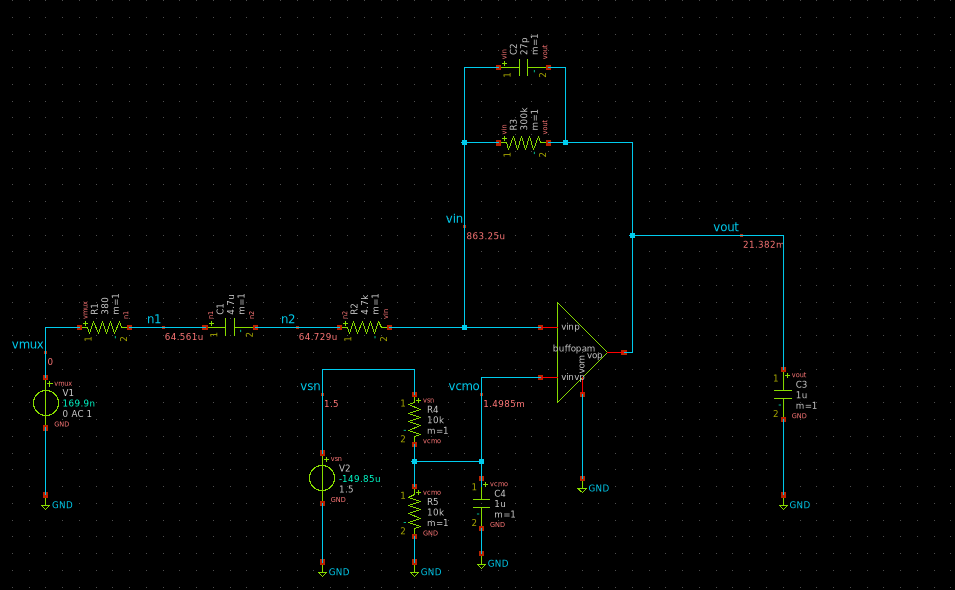 C2
27p
m=1
vin
vout
+
-
1
2
R3
300k
m=1
vin
vout
+
-
1
2
vin
863.25u
vout
21.382m
R1
380
m=1
vmux
n1
+
-
1
2
n1
64.561u
C1
4.7u
m=1
n1
n2
+
-
1
2
n2
64.729u
R2
4.7k
m=1
n2
vin
+
-
1
2
vmux
0
+ vmux
V1
169.9n
0 AC 1
GND
GND
vinp
buffopam
vop
vom
GND
vsn
1.5
+ vsn
V2
-149.85u
1.5
GND
GND
1
+ vsn
R4
10k
m=1
2
-
vcmo
vcmo
1.4985m
1
+ vcmo
R5
10k
m=1
2
-
GND
GND
1
+ vcmo
C4
1u
m=1
2
-
GND
GND
1
+ vout
C3
1u
m=1
2
-
GND
GND